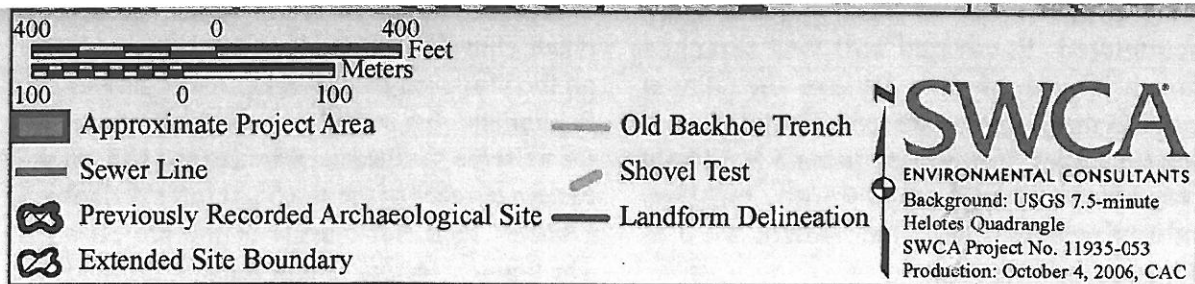 400 0 400
Feet
Meters
100 0 100
Approximate Project Area
Sewer Line
Previously Recorded Archaeological Site
Extended Site Boundary
Old Backhoe Trench
Shovel Test
Landform Delineation
N
SWCA®
ENVIRONMENTAL CONSULTANTS
Background: USGS 7.5-minute
Helotes Quadrangle
SWCA Project No. 11935-053
Production: October 4, 2006, CAC